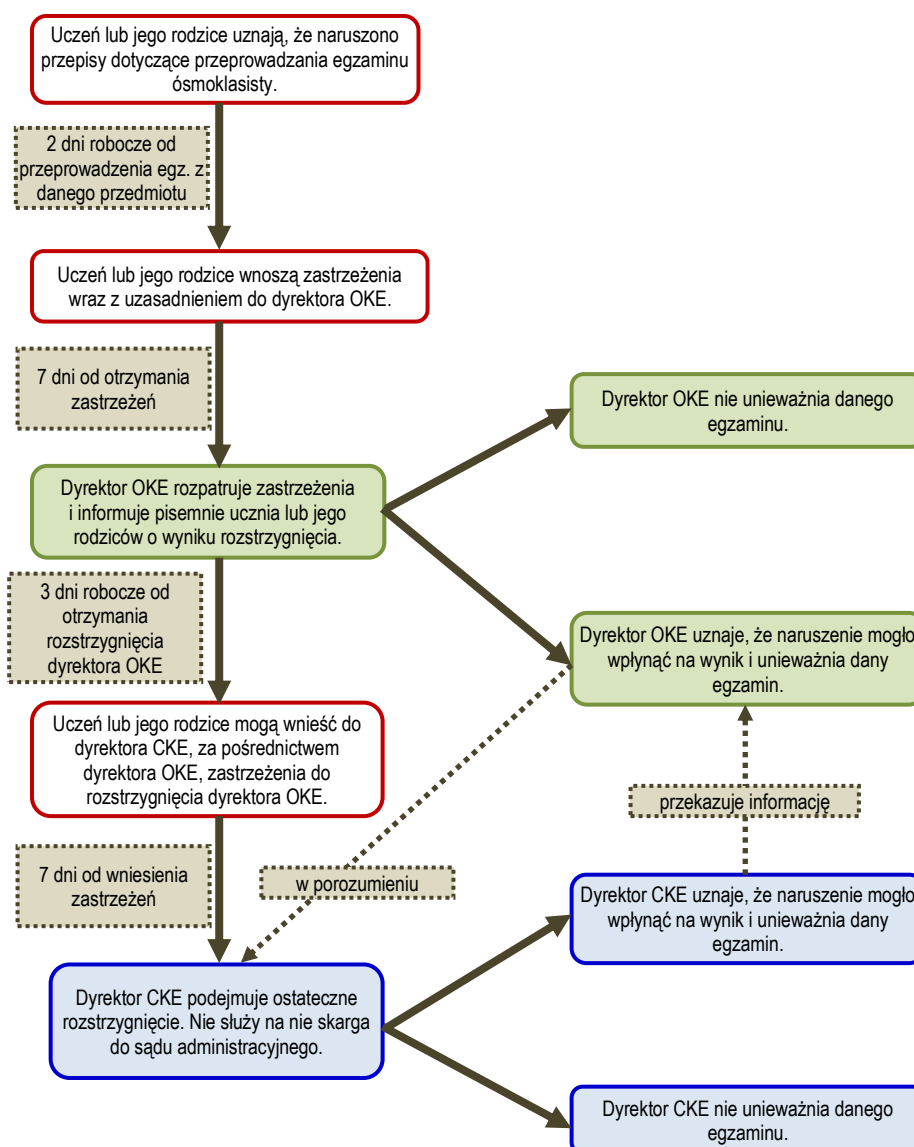 Uczeń lub jego rodzice uznają, że naruszono
przepisy dotyczące przeprowadzania egzaminu
ósmoklasisty.
2 dni robocze od
przeprowadzenia egz. z
danego przedmiotu
Uczeń lub jego rodzice wnoszą zastrzeżenia
wraz z uzasadnieniem do dyrektora OKE.
7 dni od otrzymania
zastrzeżeń
Dyrektor OKE nie unieważnia danego
egzaminu.
Dyrektor OKE rozpatruje zastrzeżenia
i informuje pisemnie ucznia lub jego
rodziców o wyniku rozstrzygnięcia.
3 dni robocze od
otrzymania
rozstrzygnięcia
dyrektora OKE
Dyrektor OKE uznaje, że naruszenie mogło
wpłynąć na wynik i unieważnia dany
egzamin.
Uczeń lub jego rodzice mogą wnieść do
dyrektora CKE, za pośrednictwem
dyrektora OKE, zastrzeżenia do
rozstrzygnięcia dyrektora OKE.
przekazuje informację
7 dni od wniesienia
zastrzeżeń
w porozumieniu
Dyrektor CKE uznaje, że naruszenie mogło
wpłynąć na wynik i unieważnia dany
egzamin.
Dyrektor CKE podejmuje ostateczne
rozstrzygnięcie. Nie służy na nie skarga
do sądu administracyjnego.
Dyrektor CKE nie unieważnia danego
egzaminu.